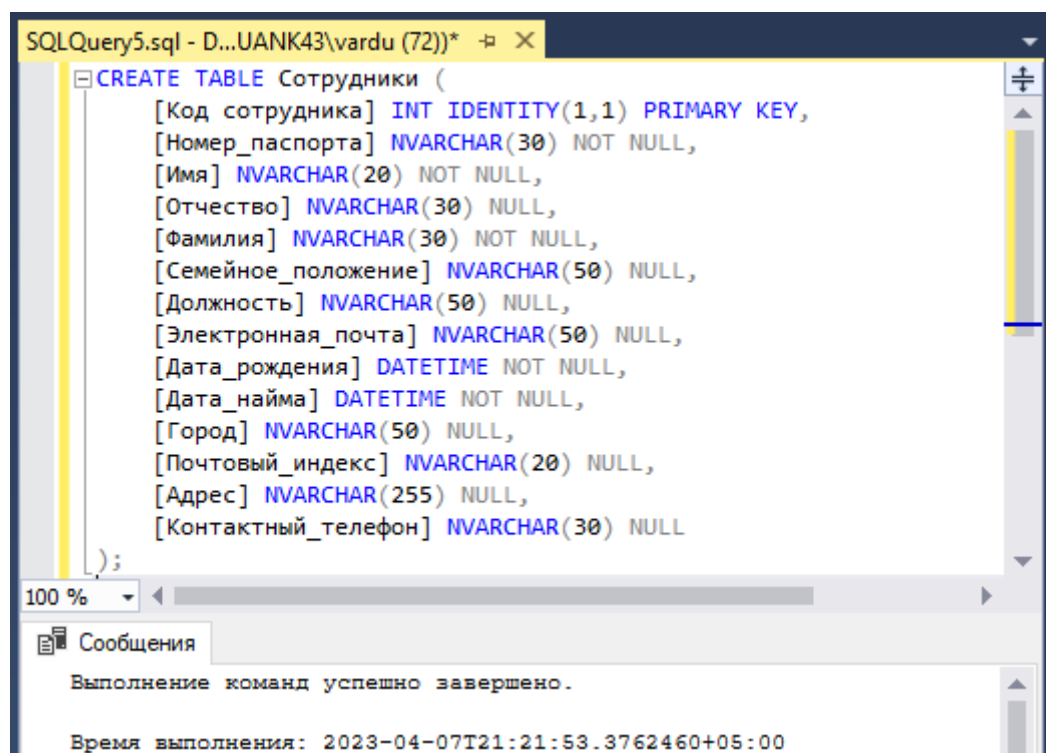 SQLQuery5.sql - D...UANK43\vardu (72))*
CREATE TABLE Сотрудники (
[Код сотрудника] INT IDENTITY(1,1) PRIMARY KEY,
[Номер_паспорта] NVARCHAR(30) NOT NULL,
[Имя] NVARCHAR(20) NOT NULL,
[Отчество] NVARCHAR(30) NULL,
[Фамилия] NVARCHAR(30) NOT NULL,
[Семейное_положение] NVARCHAR(50) NULL,
[Должность] NVARCHAR(50) NULL,
[Электронная_почта] NVARCHAR(50) NULL,
[Дата_рождения] DATETIME NOT NULL,
[Дата_найма] DATETIME NOT NULL,
[Город] NVARCHAR(50) NULL,
[Почтовый_индекс] NVARCHAR(20) NULL,
[Адрес] NVARCHAR(255) NULL,
[Контактный_телефон] NVARCHAR(30) NULL
);
100 %
Сообщения
Выполнение команд успешно завершено.
Время выполнения: 2023-04-07T21:21:53.3762460+05:00